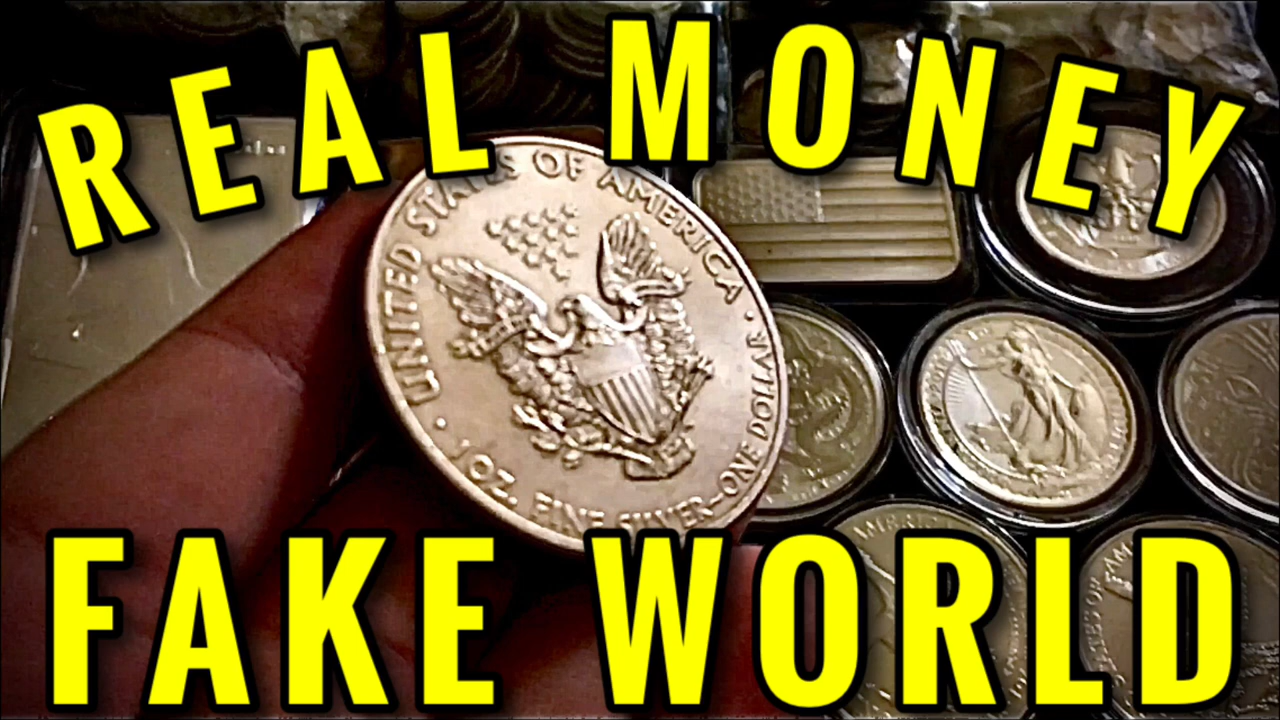 REAL MONEY
UNITED STATES OF AMERICA
· 1 OZ. FINE SILVER~ONE DOLLAR ·
FAKE WORLD